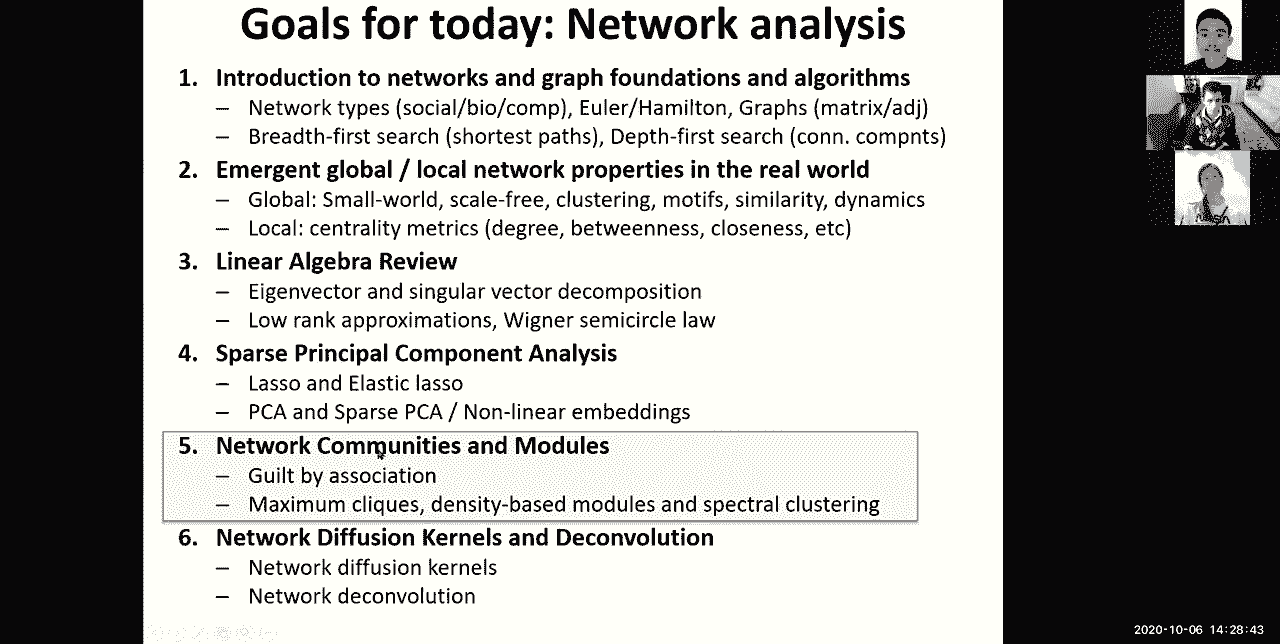 Goals for today: Network analysis
1. Introduction to networks and graph foundations and algorithms
– Network types (social/bio/comp), Euler/Hamilton, Graphs (matrix/adj)
– Breadth-first search (shortest paths), Depth-first search (conn. compnts)
2. Emergent global / local network properties in the real world
– Global: Small-world, scale-free, clustering, motifs, similarity, dynamics
– Local: centrality metrics (degree, betweenness, closeness, etc)
3. Linear Algebra Review
– Eigenvector and singular vector decomposition
– Low rank approximations, Wigner semicircle law
4. Sparse Principal Component Analysis
– Lasso and Elastic lasso
– PCA and Sparse PCA / Non-linear embeddings
5. Network Communities and Modules
– Guilt by association
– Maximum cliques, density-based modules and spectral clustering
6. Network Diffusion Kernels and Deconvolution
– Network diffusion kernels
– Network deconvolution
2020-10-06 14:28:43